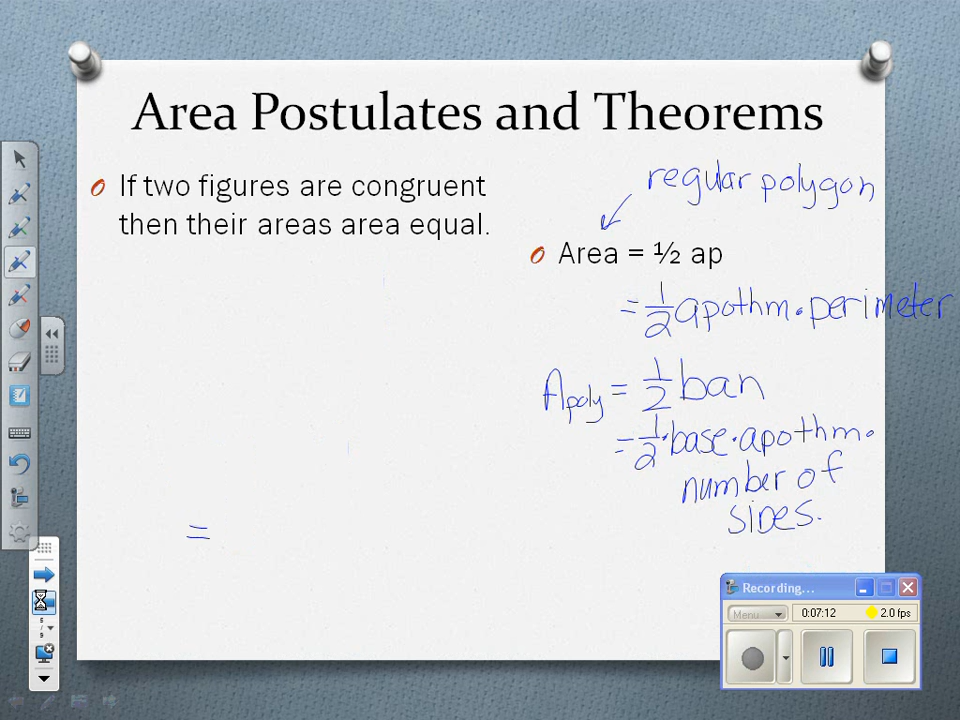 Area Postulates and Theorems
O If two figures are congruent
then their areas area equal.
regular polygon
O Area = ½ ap
= 1/2 apothm · perimeter
Apoly = 1/2 ban
= 1/2 · base · apothm ·
number of
sides.
=
Recording...
Menu
0:07:12
2.0 fps
5
/
9